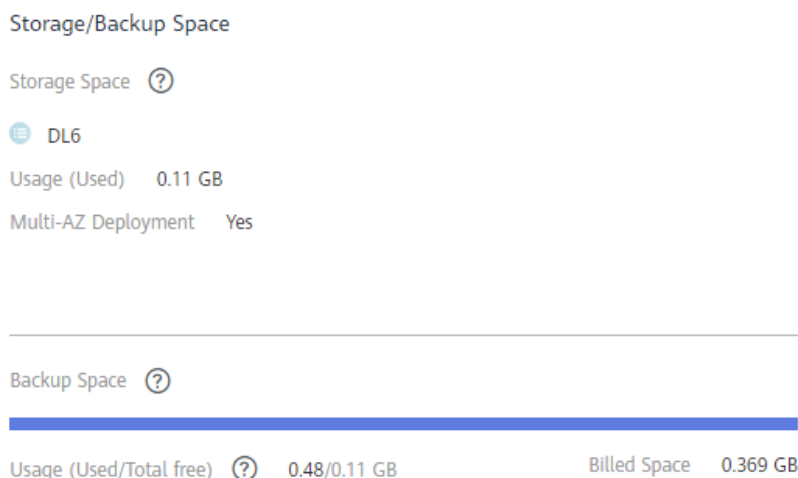 Storage/Backup Space
Storage Space ?
DL6
Usage (Used) 0.11 GB
Multi-AZ Deployment Yes
Backup Space ?
Usage (Used/Total free) ? 0.48/0.11 GB Billed Space 0.369 GB